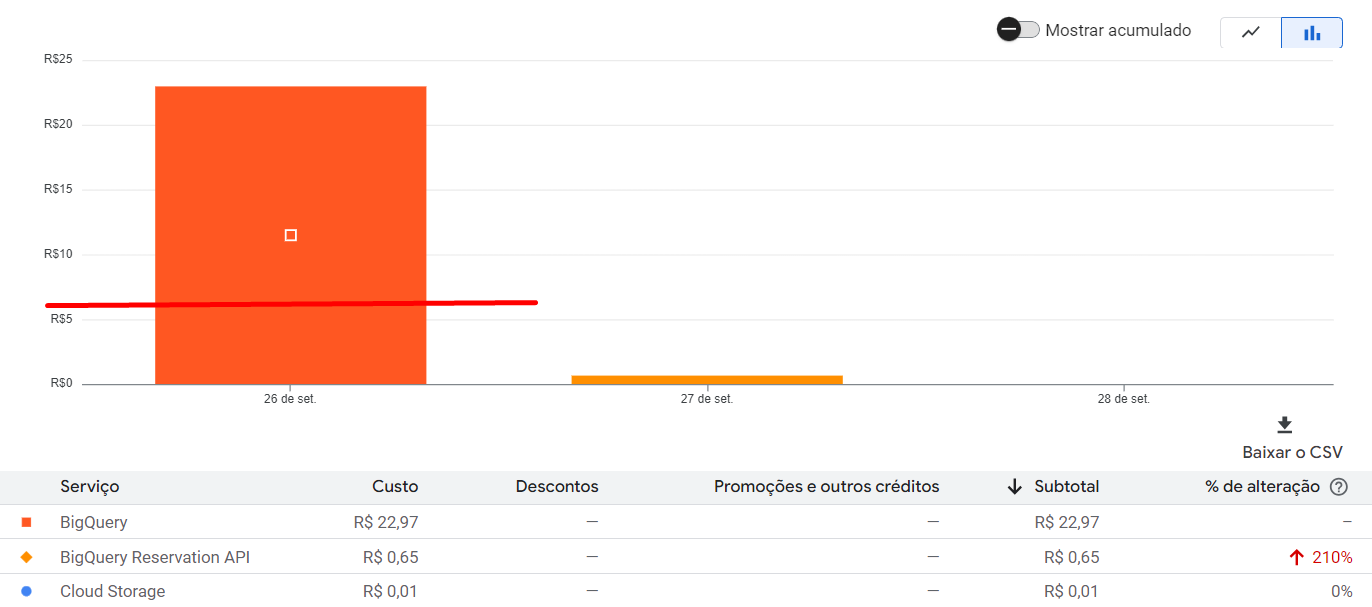 Mostrar acumulado
R$25
R$20
R$15
R$10
R$5
R$0
26 de set. 27 de set. 28 de set.
Baixar o CSV
Serviço Custo Descontos Promoções e outros créditos Subtotal % de alteração
BigQuery R$ 22,97 — — R$ 22,97 –
BigQuery Reservation API R$ 0,65 — — R$ 0,65 210%
Cloud Storage R$ 0,01 — — R$ 0,01 0%